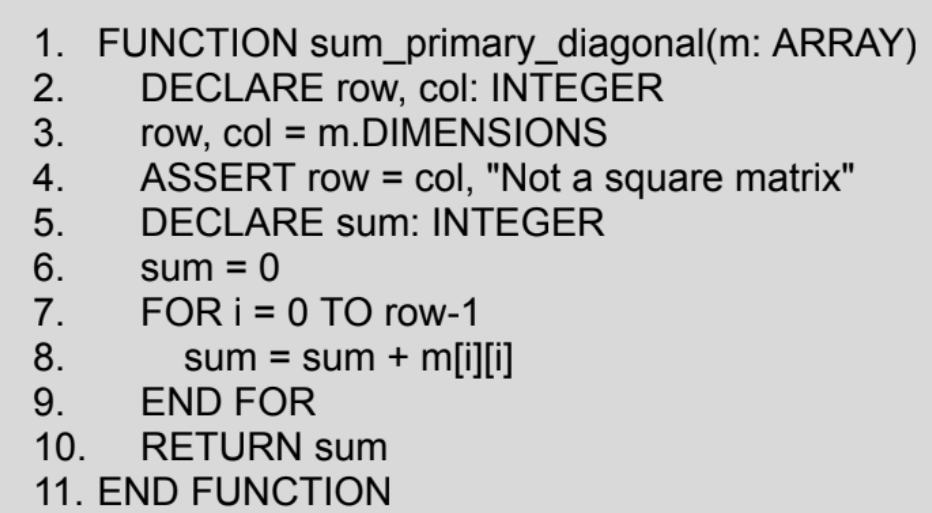 1. FUNCTION sum_primary_diagonal(m: ARRAY)
2. DECLARE row, col: INTEGER
3. row, col = m.DIMENSIONS
4. ASSERT row = col, "Not a square matrix"
5. DECLARE sum: INTEGER
6. sum = 0
7. FOR i = 0 TO row-1
8. sum = sum + m[i][i]
9. END FOR
10. RETURN sum
11. END FUNCTION